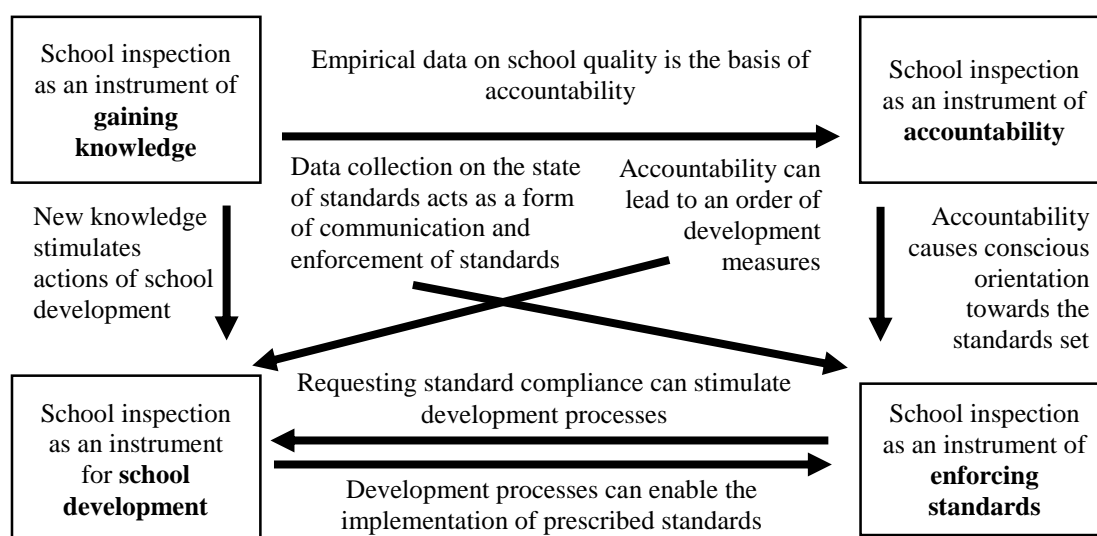 School inspection
as an instrument of
gaining
knowledge
Empirical data on school quality is the basis of
accountability
School inspection
as an instrument of
accountability
Data collection on the state
of standards acts as a form
of communication and
enforcement of standards
Accountability can
lead to an order of
development
measures
New knowledge
stimulates
actions of school
development
Accountability
causes conscious
orientation
towards the
standards set
School inspection
as an instrument
for school
development
Requesting standard compliance can stimulate
development processes
Development processes can enable the
implementation of prescribed standards
School inspection
as an instrument of
enforcing
standards